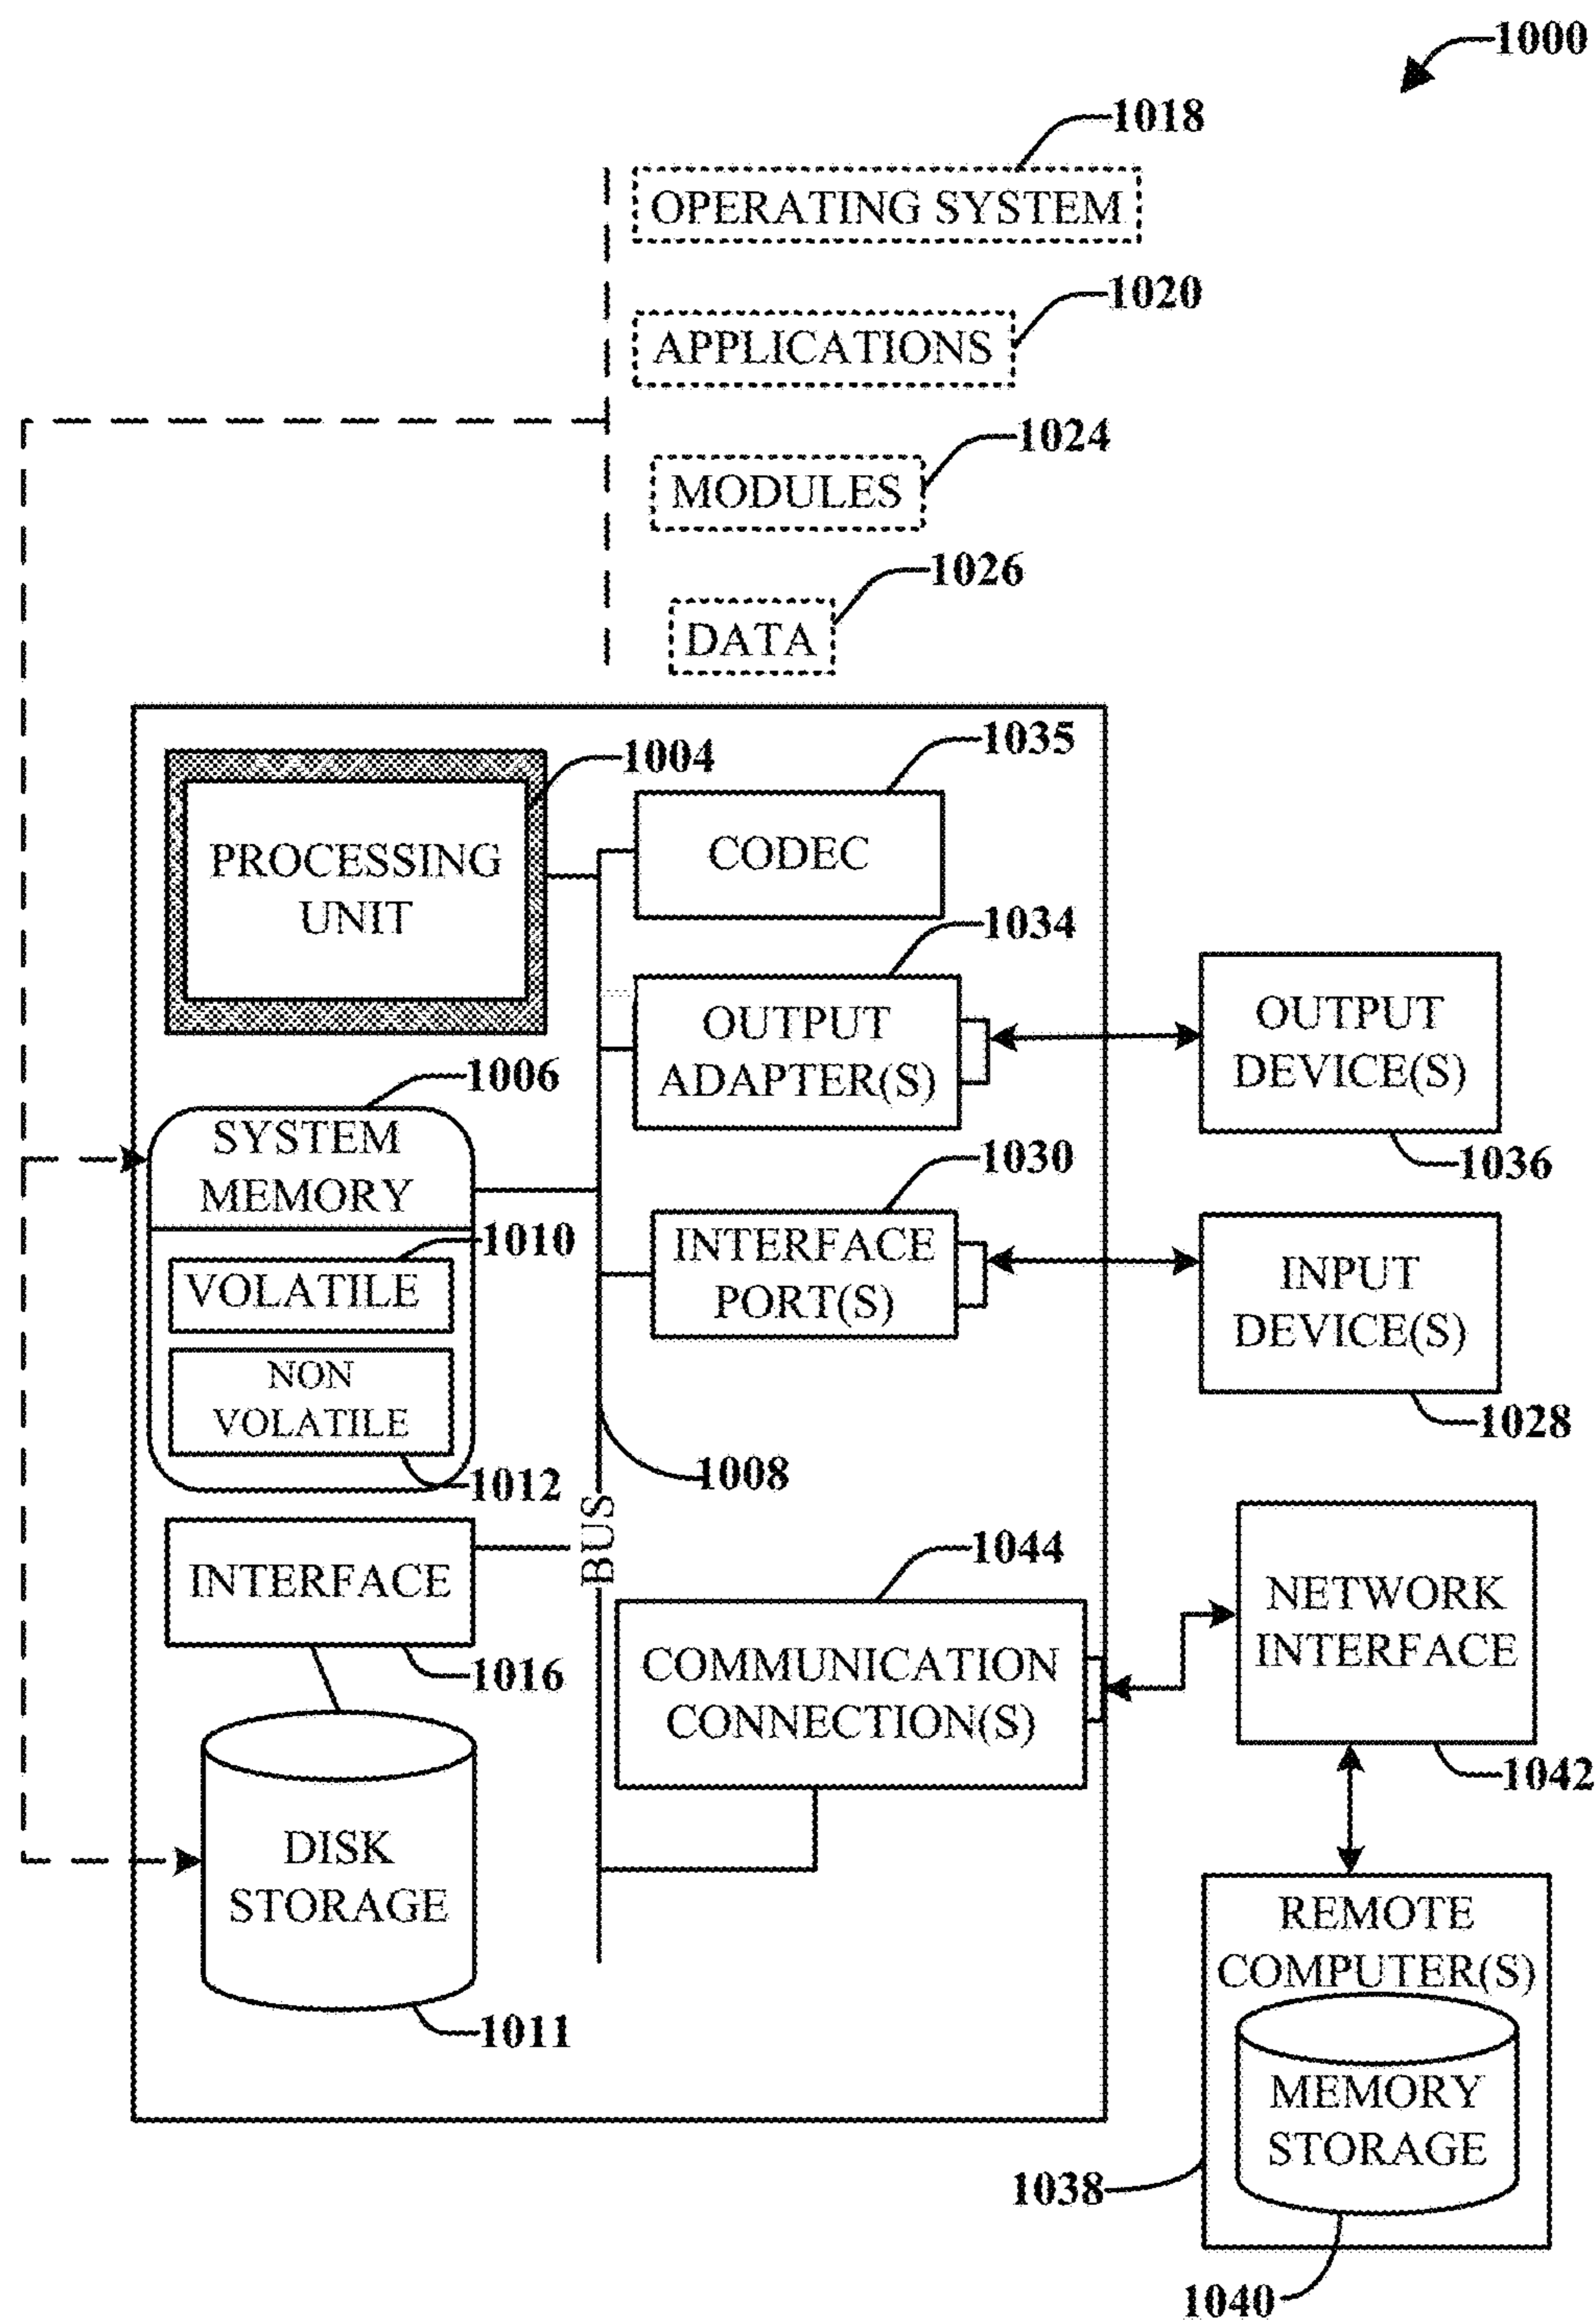 1000
1018
OPERATING SYSTEM
1020
APPLICATIONS
1024
MODULES
1026
DATA
1035
1004
CODEC
PROCESSING
UNIT
1034
OUTPUT
ADAPTER(S)
OUTPUT
DEVICE(S)
1036
1006
SYSTEM
MEMORY
1030
INTERFACE
PORT(S)
INPUT
DEVICE(S)
1028
1010
VOLATILE
NON
VOLATILE
1012
1008
BUS
INTERFACE
1016
1044
COMMUNICATION
CONNECTION(S)
NETWORK
INTERFACE
1042
DISK
STORAGE
1011
REMOTE
COMPUTER(S)
MEMORY
STORAGE
1038
1040